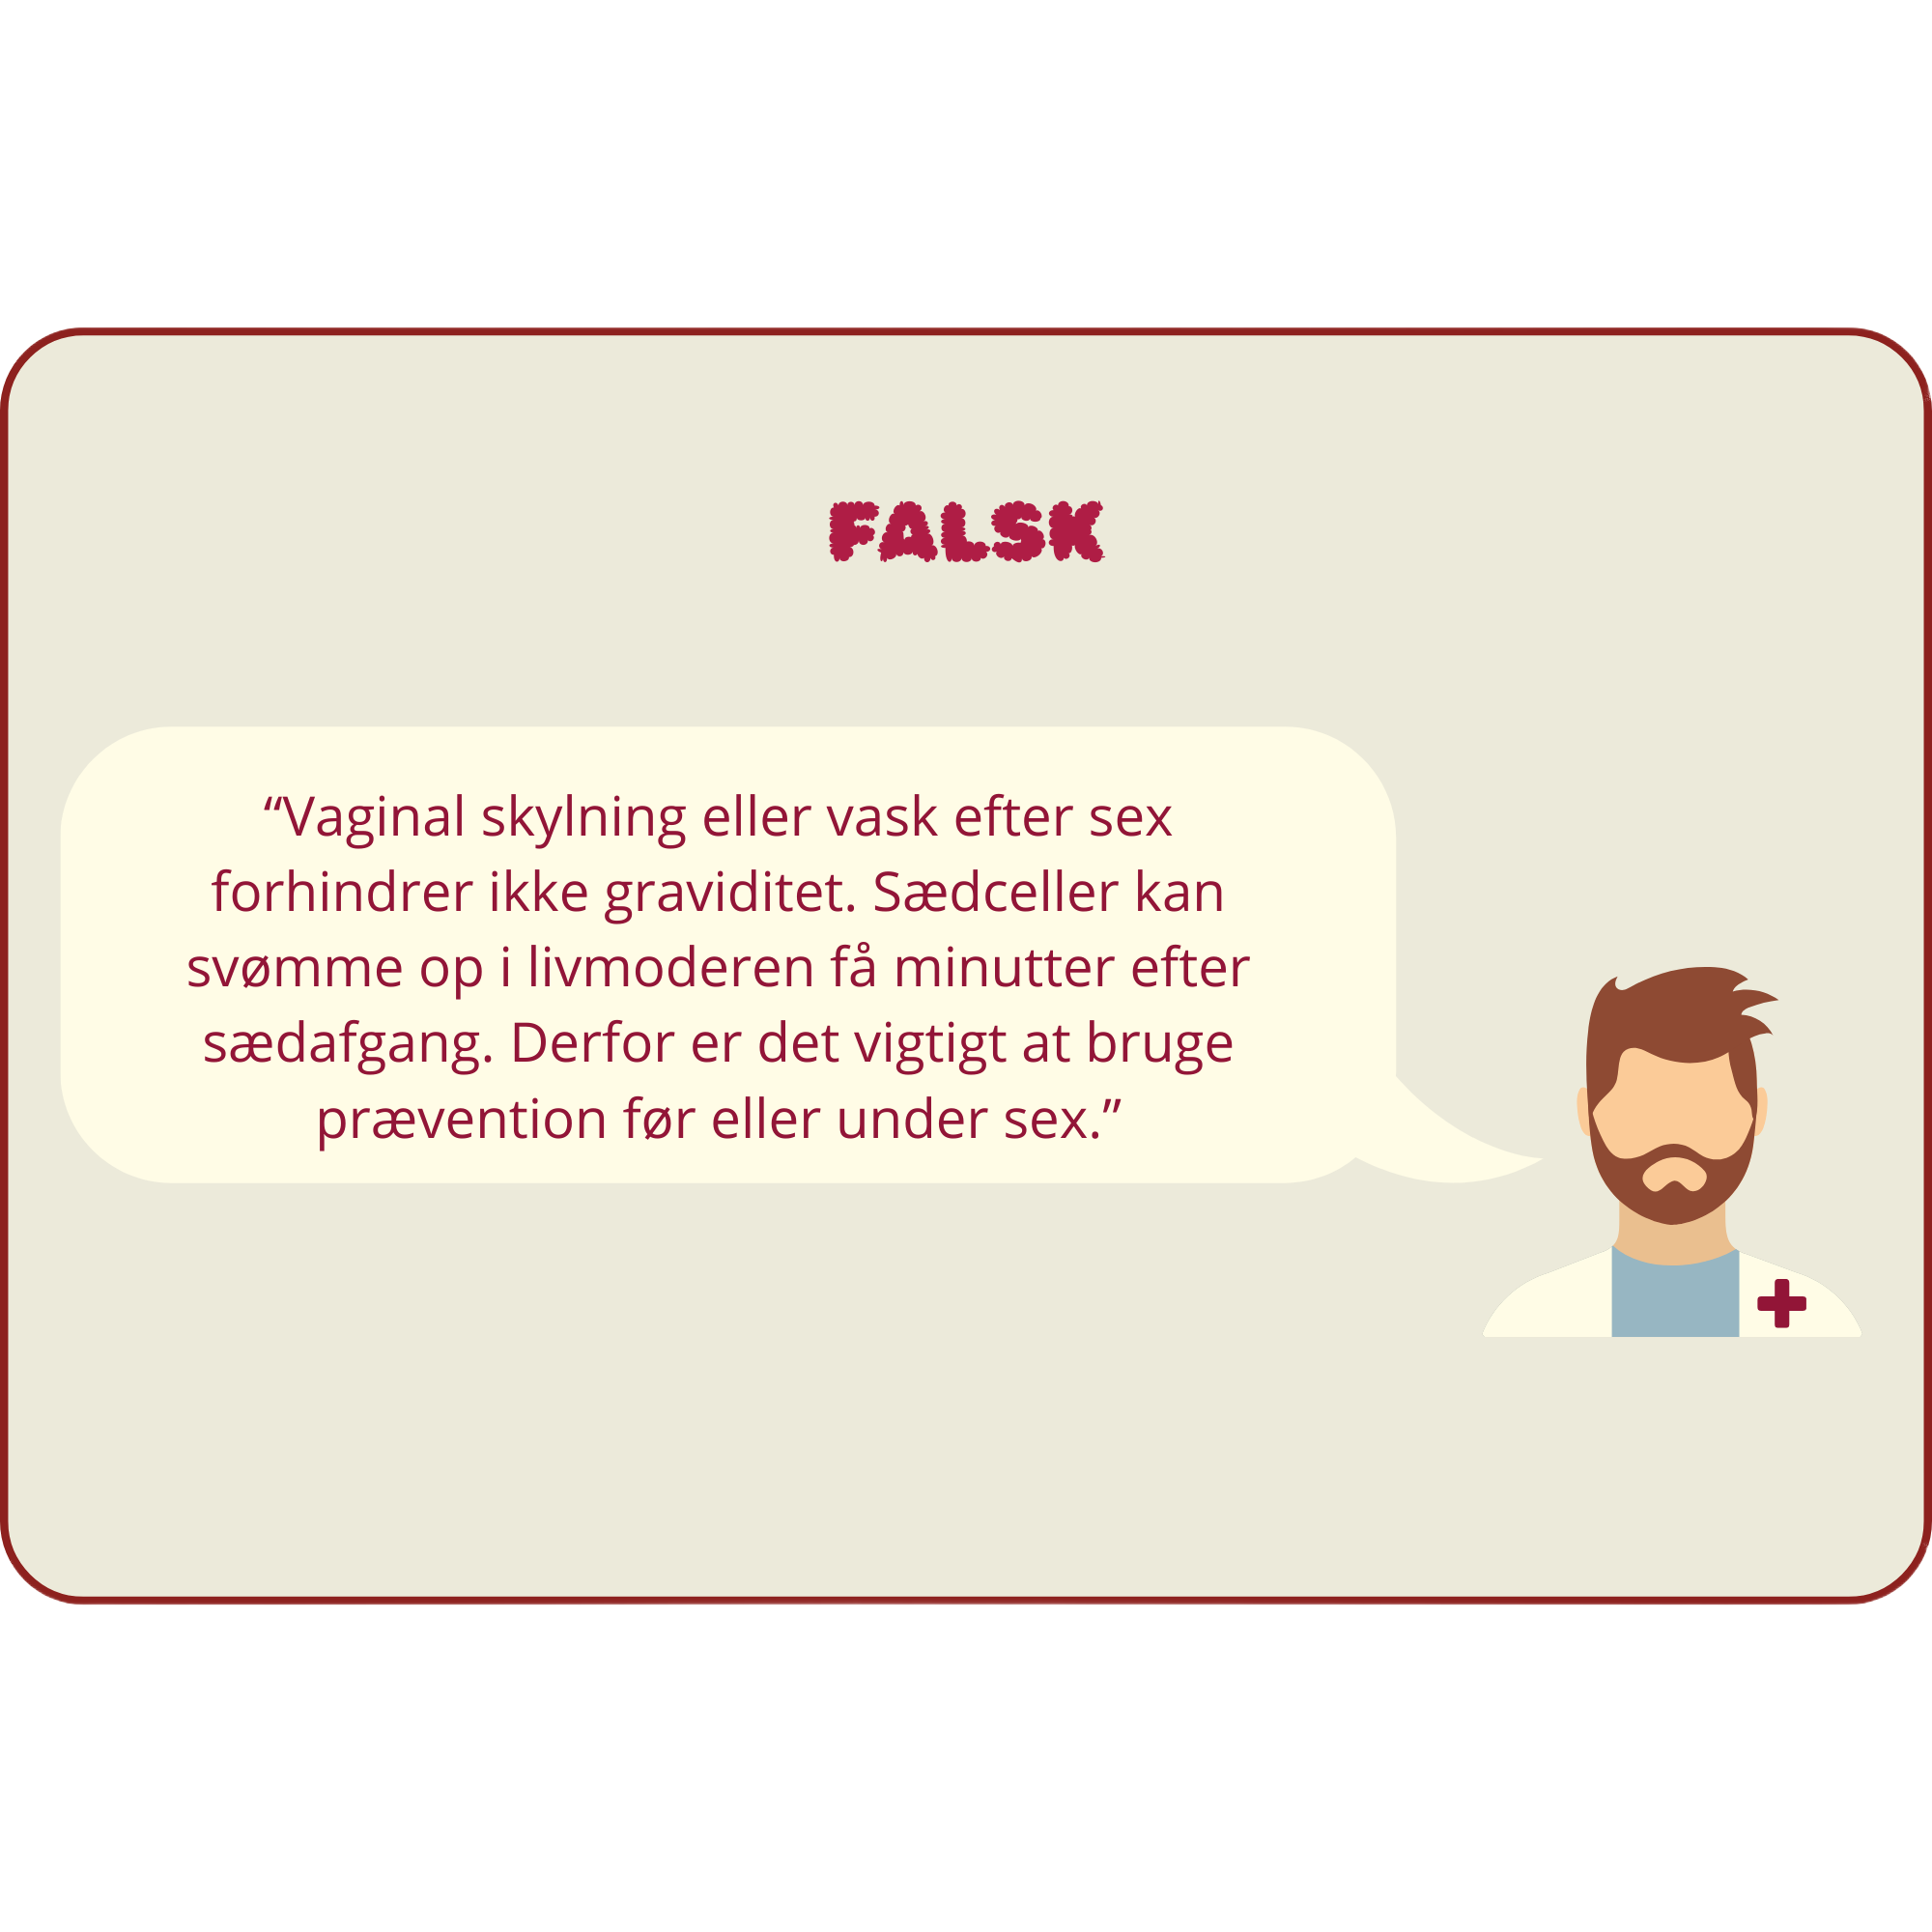 FALSK
“Vaginal skylning eller vask efter sex
forhindrer ikke graviditet. Sædceller kan
svømme op i livmoderen få minutter efter
sædafgang. Derfor er det vigtigt at bruge
prævention før eller under sex.”